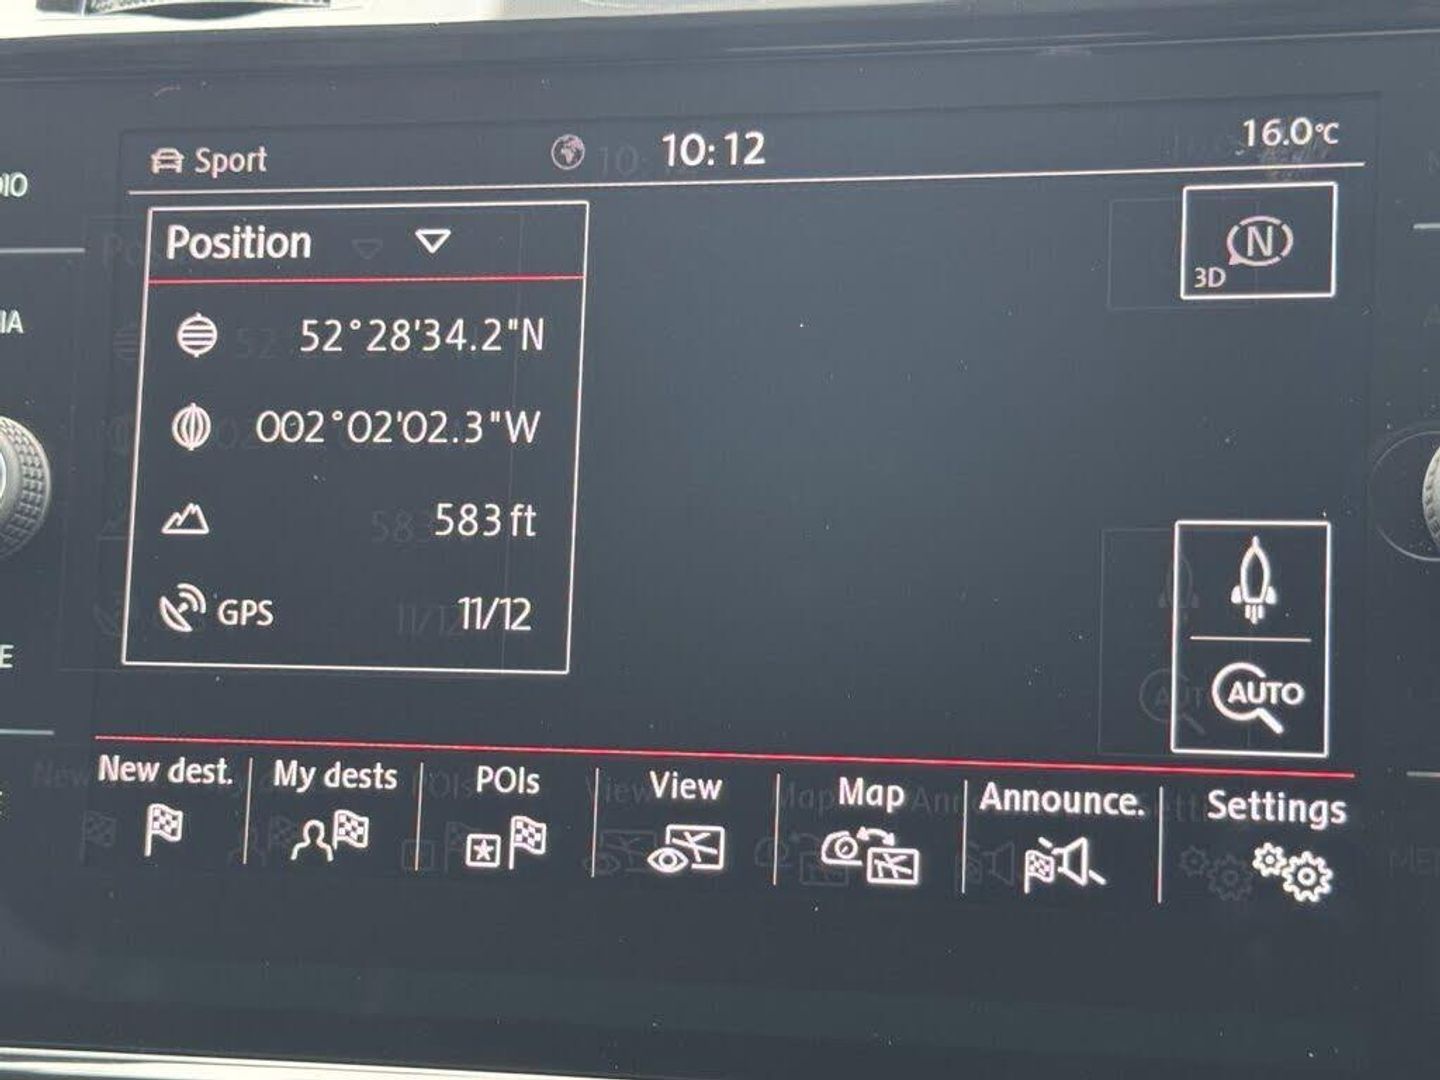 Sport 10:12 16.0°C
Position
N
3D
52°28'34.2"N
002°02'02.3"W
583 ft
GPS 11/12
AUTO
New dest. My dests POIs View Map Announce. Settings